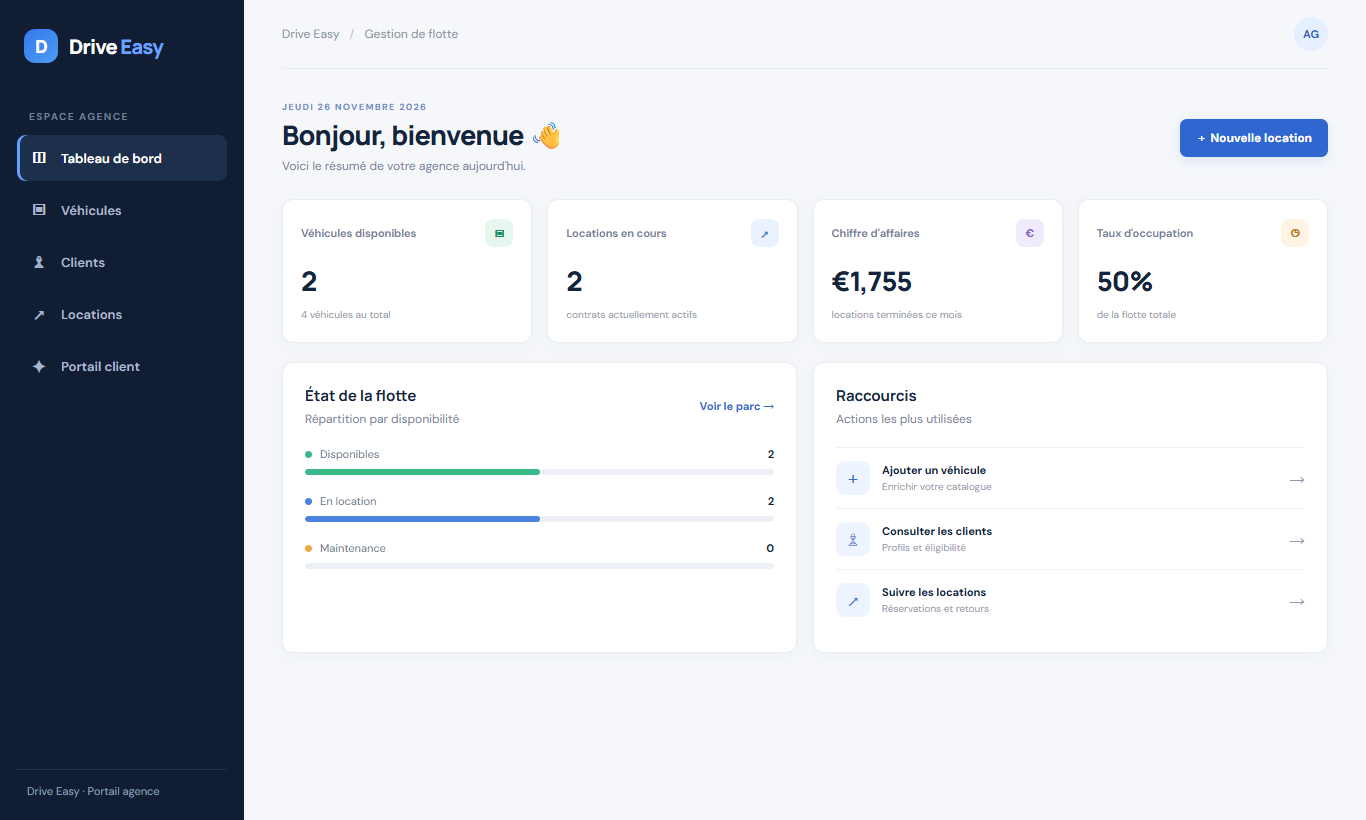 D Drive Easy
ESPACE AGENCE
Tableau de bord
Véhicules
Clients
Locations
Portail client
Drive Easy · Portail agence
Drive Easy / Gestion de flotte
AG
JEUDI 26 NOVEMBRE 2026
Bonjour, bienvenue 👋
Voici le résumé de votre agence aujourd'hui.
+ Nouvelle location
Véhicules disponibles
2
4 véhicules au total
Locations en cours
↗
2
contrats actuellement actifs
Chiffre d'affaires
€
€1,755
locations terminées ce mois
Taux d'occupation
50%
de la flotte totale
État de la flotte
Répartition par disponibilité
Voir le parc →
Disponibles 2
En location 2
Maintenance 0
Raccourcis
Actions les plus utilisées
+
Ajouter un véhicule
Enrichir votre catalogue
→
Consulter les clients
Profils et éligibilité
→
↗
Suivre les locations
Réservations et retours
→